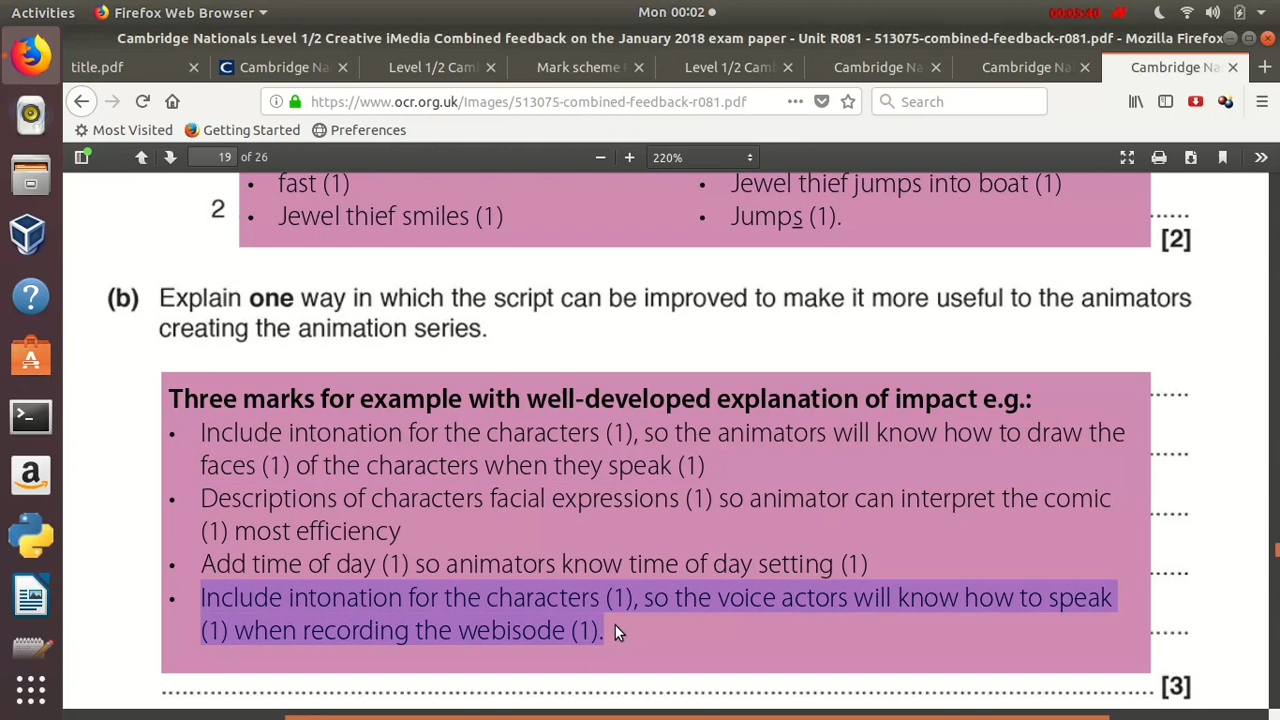 Activities Firefox Web Browser Mon 00:02 00:05:40
Cambridge Nationals Level 1/2 Creative iMedia Combined feedback on the January 2018 exam paper - Unit R081 - 513075-combined-feedback-r081.pdf - Mozilla Firefox
title.pdf Cambridge Na Level 1/2 Cam Mark scheme R Level 1/2 Cam Cambridge Na Cambridge Na Cambridge Na
https://www.ocr.org.uk/Images/513075-combined-feedback-r081.pdf Search
Most Visited Getting Started Preferences
19 of 26 220%
• fast (1) • Jewel thief jumps into boat (1)
2 • Jewel thief smiles (1) • Jumps (1). ......
[2]
(b) Explain one way in which the script can be improved to make it more useful to the animators
creating the animation series.
Three marks for example with well-developed explanation of impact e.g.:
• Include intonation for the characters (1), so the animators will know how to draw the
faces (1) of the characters when they speak (1)
• Descriptions of characters facial expressions (1) so animator can interpret the comic
(1) most efficiency
• Add time of day (1) so animators know time of day setting (1)
• Include intonation for the characters (1), so the voice actors will know how to speak
(1) when recording the webisode (1).
[3]